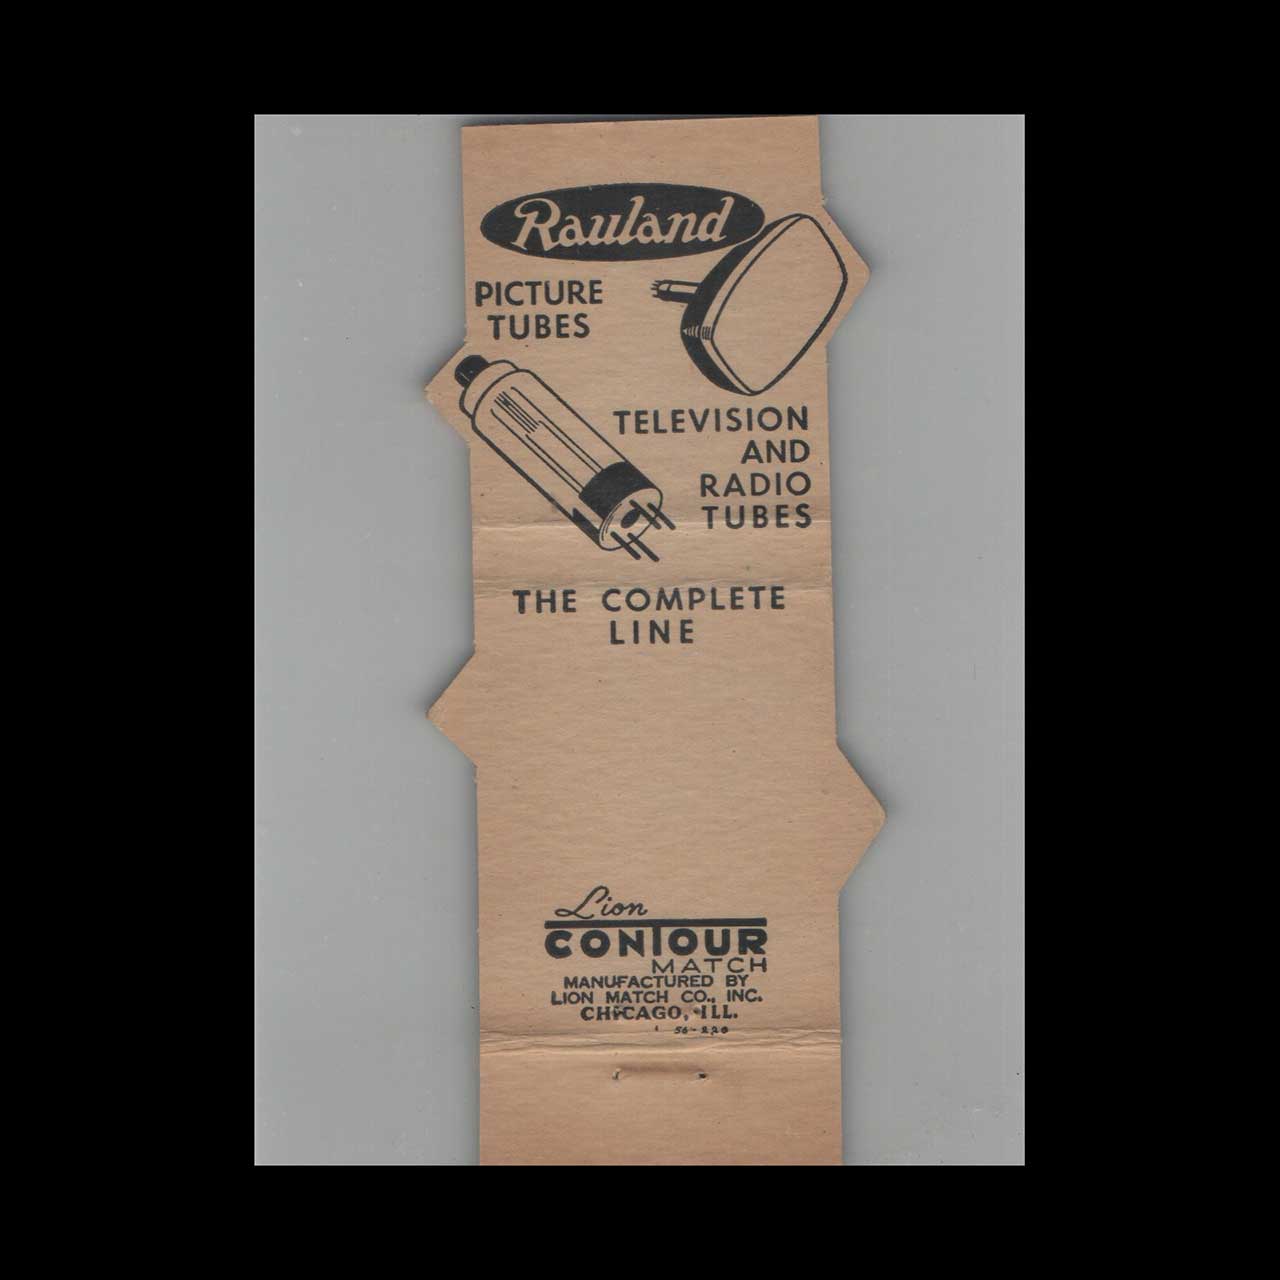 Rauland
PICTURE
TUBES
TELEVISION
AND
RADIO
TUBES
THE COMPLETE
LINE
Lion
CONTOUR
MATCH
MANUFACTURED BY
LION MATCH CO., INC.
CHICAGO, ILL.